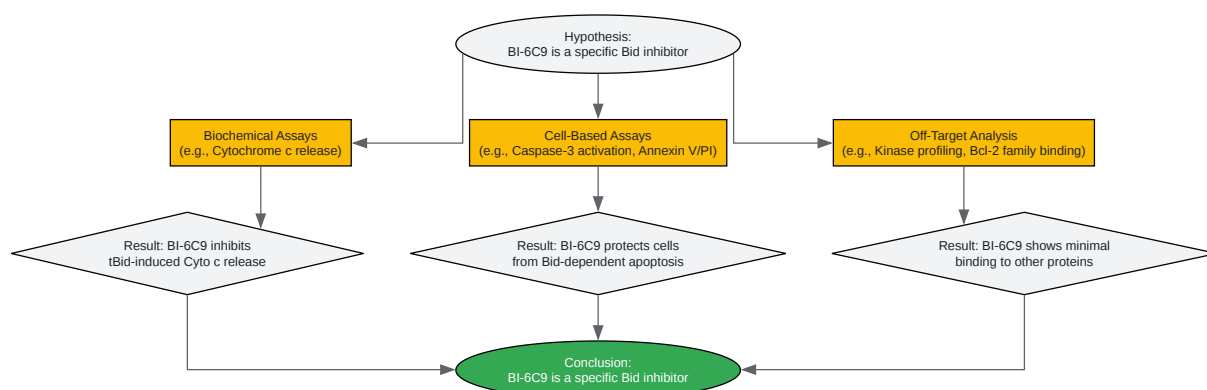 Hypothesis:
BI-6C9 is a specific Bid inhibitor
Biochemical Assays
(e.g., Cytochrome c release)
Cell-Based Assays
(e.g., Caspase-3 activation, Annexin V/PI)
Off-Target Analysis
(e.g., Kinase profiling, Bcl-2 family binding)
Result: BI-6C9 inhibits
tBid-induced Cyto c release
Result: BI-6C9 protects cells
from Bid-dependent apoptosis
Result: BI-6C9 shows minimal
binding to other proteins
Conclusion:
BI-6C9 is a specific Bid inhibitor